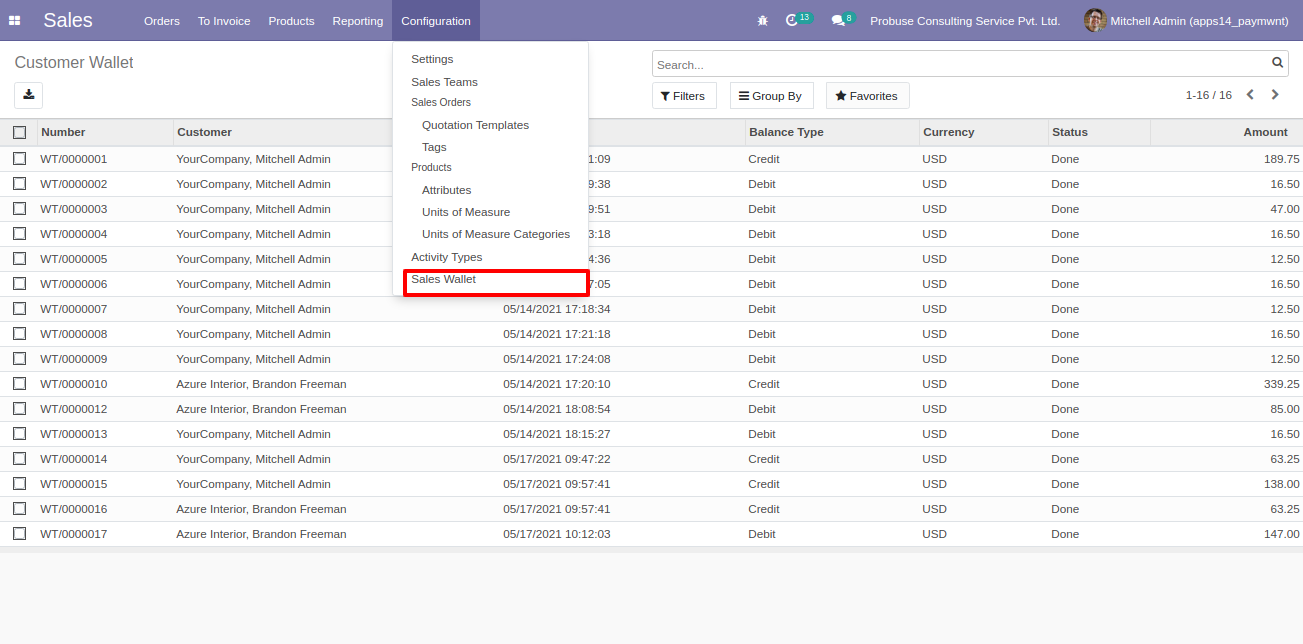 Sales Orders To Invoice Products Reporting Configuration 13 8 Probuse Consulting Service Pvt. Ltd. Mitchell Admin (apps14_paymwnt)
Customer Wallet
Search...
Filters Group By Favorites 1-16 / 16
Settings
Sales Teams
Sales Orders
Quotation Templates
Tags
Products
Attributes
Units of Measure
Units of Measure Categories
Activity Types
Sales Wallet
Number Customer Balance Type Currency Status Amount
WT/0000001 YourCompany, Mitchell Admin 1:09 Credit USD Done 189.75
WT/0000002 YourCompany, Mitchell Admin 9:38 Debit USD Done 16.50
WT/0000003 YourCompany, Mitchell Admin 9:51 Debit USD Done 47.00
WT/0000004 YourCompany, Mitchell Admin 3:18 Debit USD Done 16.50
WT/0000005 YourCompany, Mitchell Admin 4:36 Debit USD Done 12.50
WT/0000006 YourCompany, Mitchell Admin 7:05 Debit USD Done 16.50
WT/0000007 YourCompany, Mitchell Admin 05/14/2021 17:18:34 Debit USD Done 12.50
WT/0000008 YourCompany, Mitchell Admin 05/14/2021 17:21:18 Debit USD Done 16.50
WT/0000009 YourCompany, Mitchell Admin 05/14/2021 17:24:08 Debit USD Done 12.50
WT/0000010 Azure Interior, Brandon Freeman 05/14/2021 17:20:10 Credit USD Done 339.25
WT/0000012 Azure Interior, Brandon Freeman 05/14/2021 18:08:54 Debit USD Done 85.00
WT/0000013 YourCompany, Mitchell Admin 05/14/2021 18:15:27 Debit USD Done 16.50
WT/0000014 YourCompany, Mitchell Admin 05/17/2021 09:47:22 Credit USD Done 63.25
WT/0000015 YourCompany, Mitchell Admin 05/17/2021 09:57:41 Credit USD Done 138.00
WT/0000016 Azure Interior, Brandon Freeman 05/17/2021 09:57:41 Credit USD Done 63.25
WT/0000017 Azure Interior, Brandon Freeman 05/17/2021 10:12:03 Debit USD Done 147.00